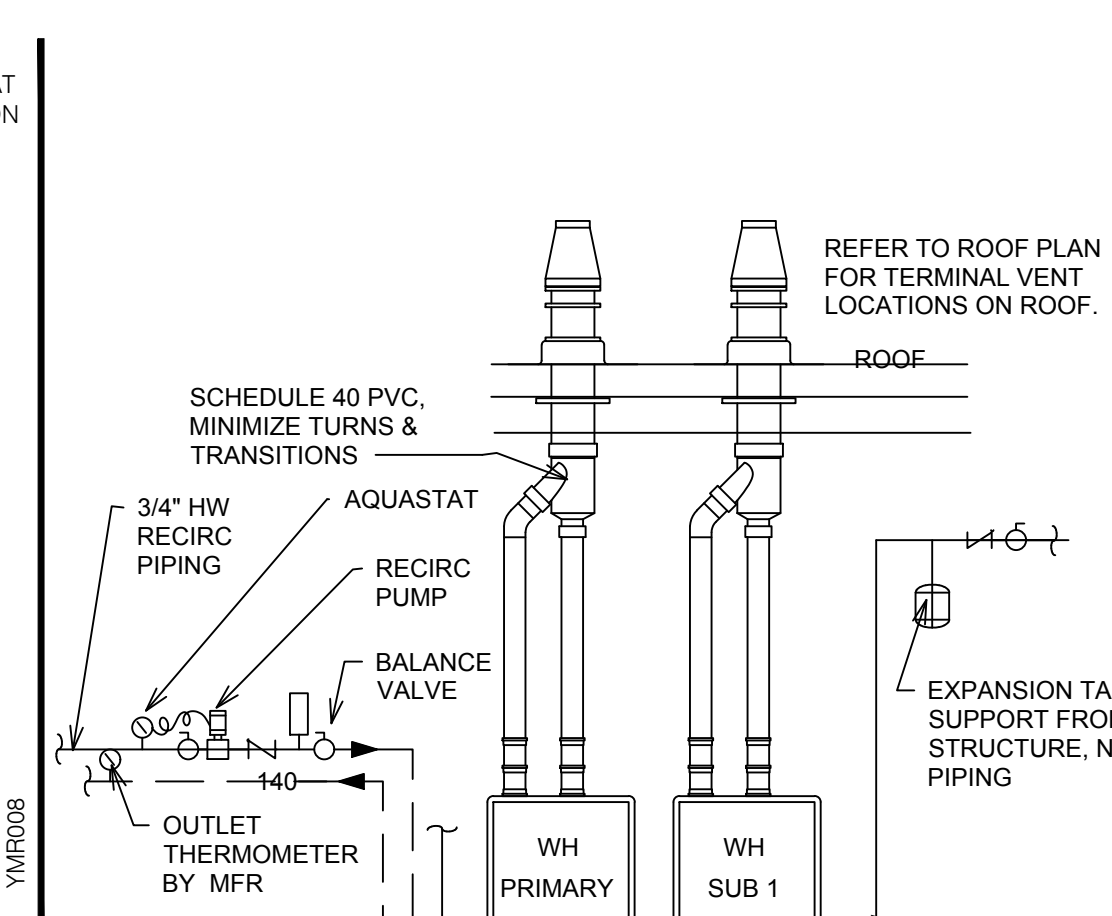 REFER TO ROOF PLAN
FOR TERMINAL VENT
LOCATIONS ON ROOF.
ROOF
SCHEDULE 40 PVC,
MINIMIZE TURNS &
TRANSITIONS
3/4" HW
RECIRC
PIPING
AQUASTAT
RECIRC
PUMP
BALANCE
VALVE
140
OUTLET
THERMOMETER
BY MFR
EXPANSION TA
SUPPORT FRO
STRUCTURE, N
PIPING
WH
PRIMARY
WH
SUB 1
YMR008